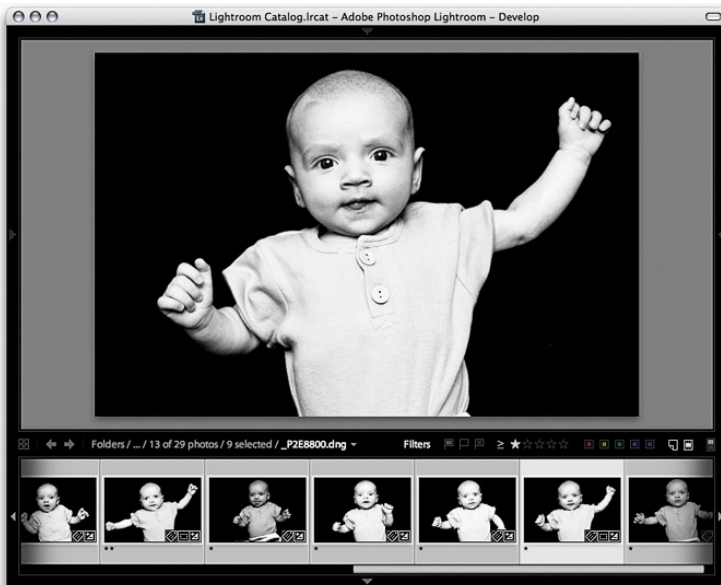 Lightroom Catalog.lrcat – Adobe Photoshop Lightroom – Develop
Folders / ... / 13 of 29 photos / 9 selected / _P2E8800.dng
Filters ≥